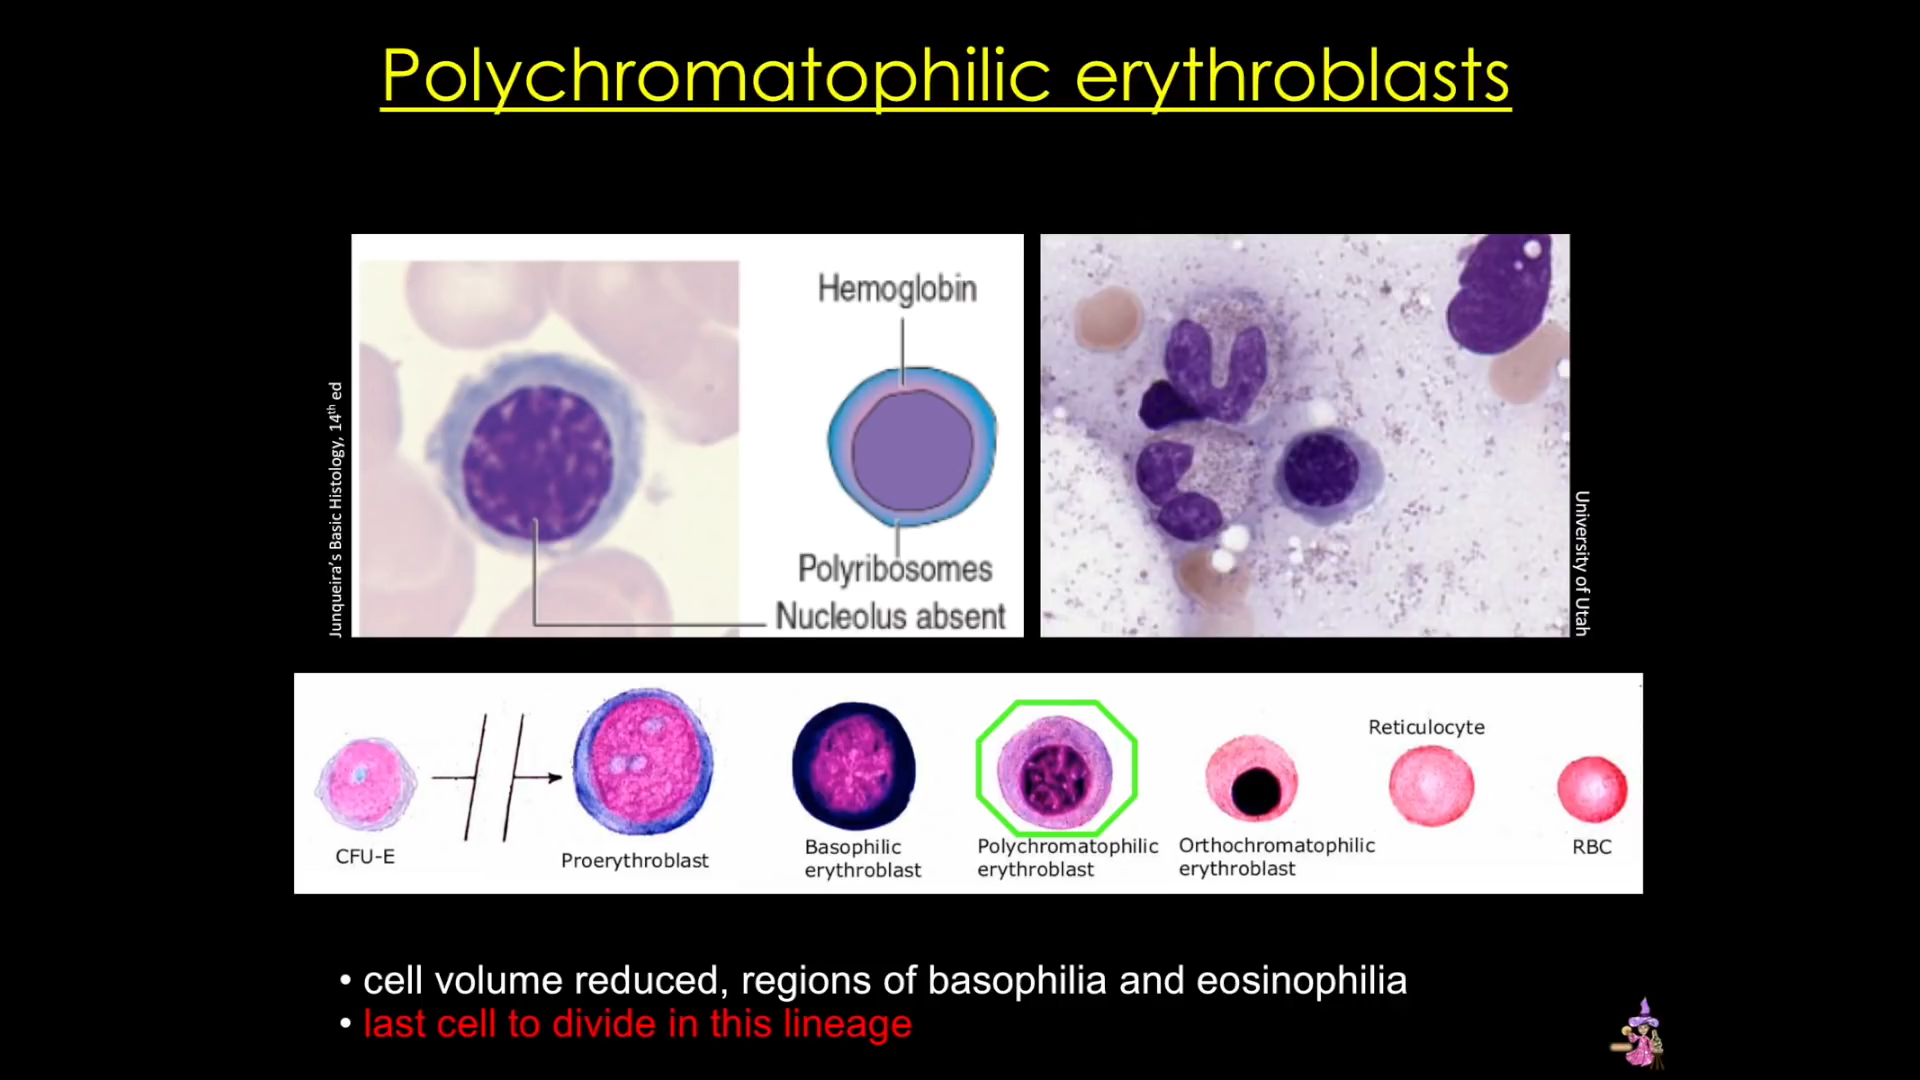 Polychromatophilic erythroblasts
Junqueira's Basic Histology, 14th ed
Hemoglobin
Polyribosomes
Nucleolus absent
University of Utah
CFU-E
Proerythroblast
Basophilic
erythroblast
Polychromatophilic
erythroblast
Orthochromatophilic
erythroblast
Reticulocyte
RBC
• cell volume reduced, regions of basophilia and eosinophilia
• last cell to divide in this lineage